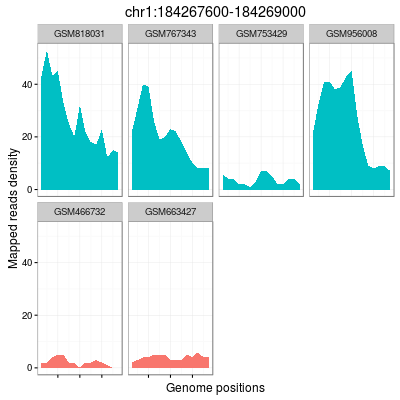 chr1:184267600-184269000
GSM818031 GSM767343 GSM753429 GSM956008
40
20
0
GSM466732 GSM663427
40
20
0
Mapped reads density
Genome positions